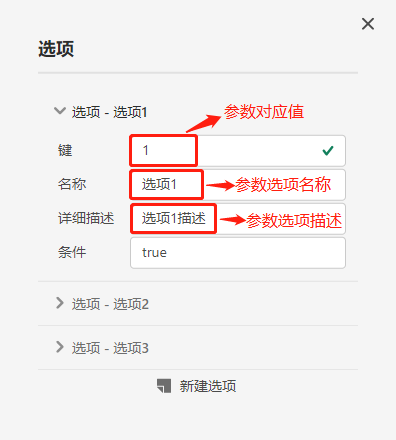 选项
选项 - 选项1
参数对应值
键
1
名称
选项1
参数选项名称
详细描述
选项1描述
参数选项描述
条件
true
选项 - 选项2
选项 - 选项3
新建选项